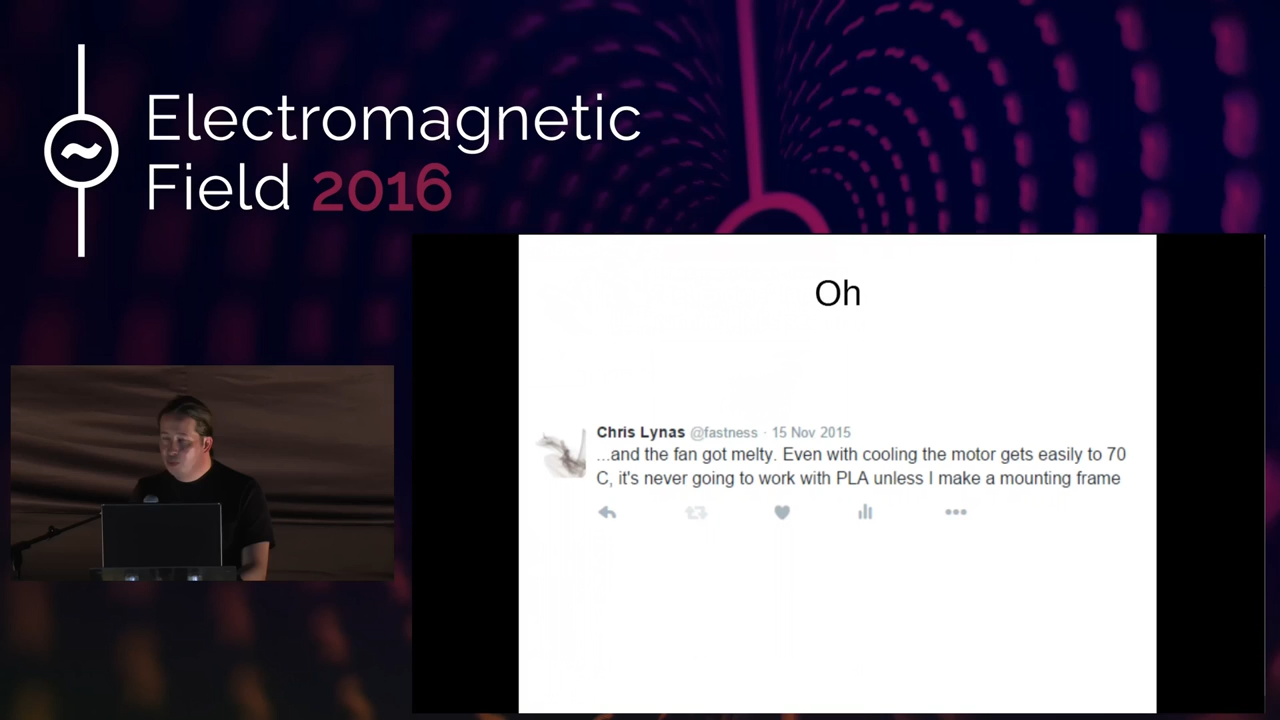 Electromagnetic
Field 2016
Oh
Chris Lynas @fastness · 15 Nov 2015
...and the fan got melty. Even with cooling the motor gets easily to 70
C, it's never going to work with PLA unless I make a mounting frame